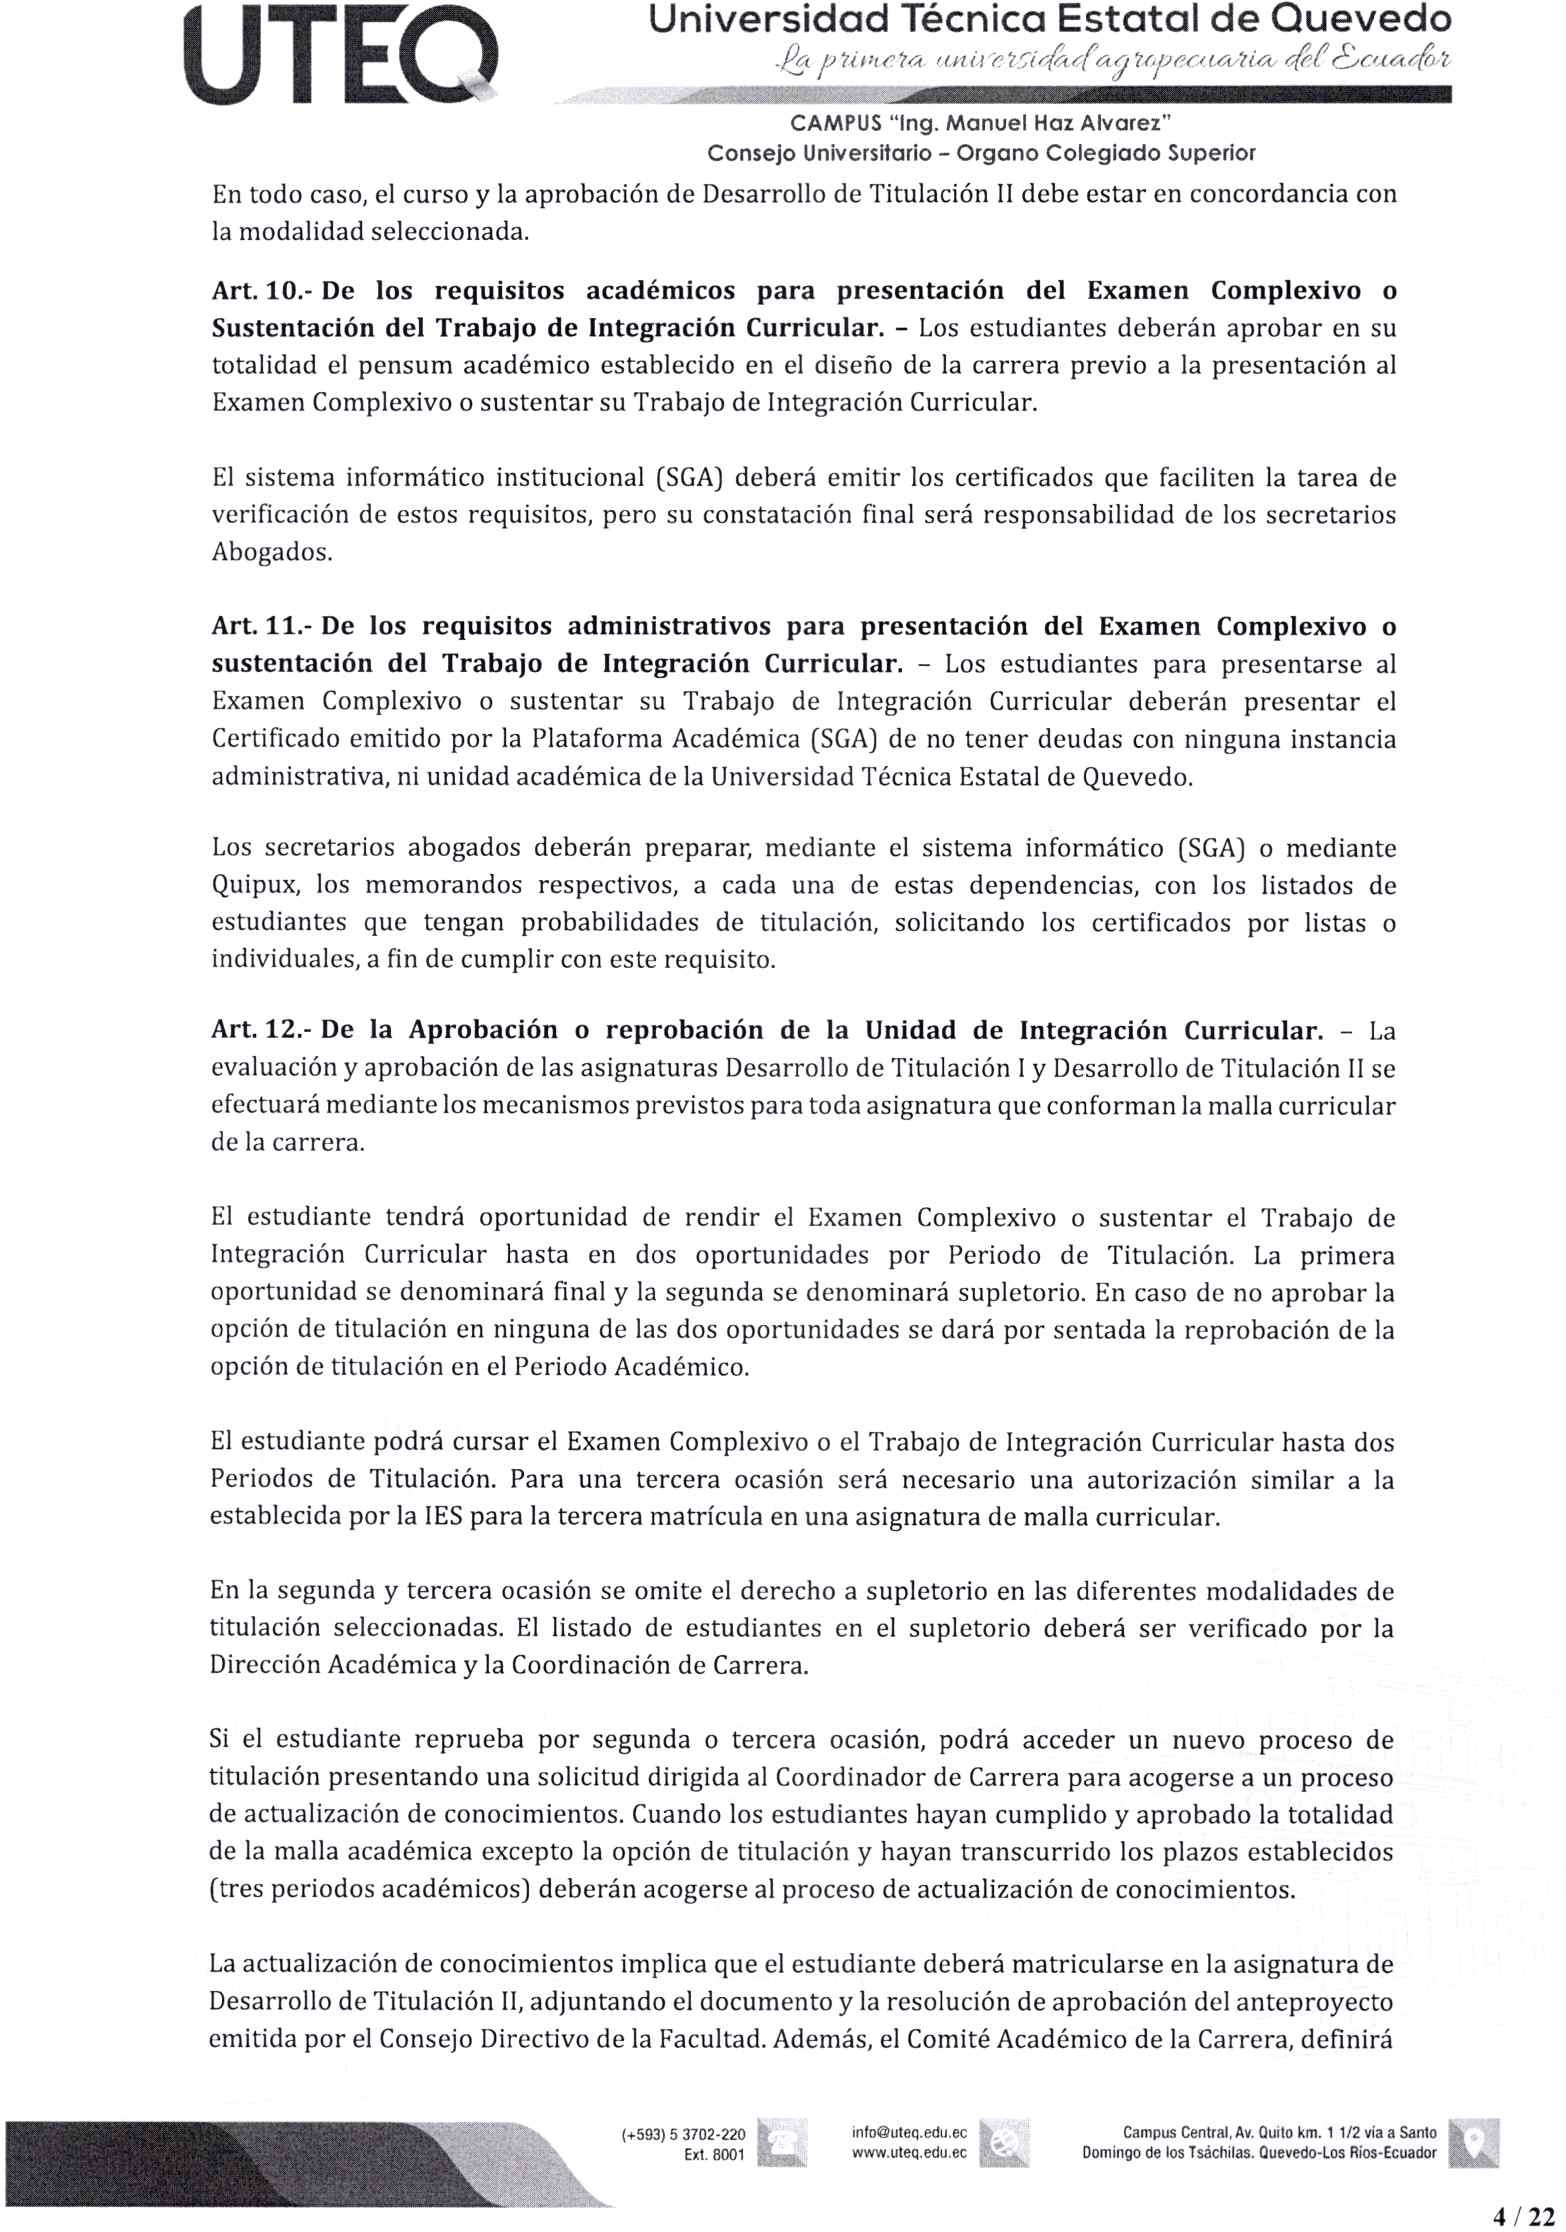 UTEQ
Universidad Técnica Estatal de Quevedo
La primera universidad agropecuaria del Ecuador
CAMPUS “Ing. Manuel Haz Alvarez”
Consejo Universitario – Organo Colegiado Superior
En todo caso, el curso y la aprobación de Desarrollo de Titulación II debe estar en concordancia con
la modalidad seleccionada.
Art. 10.- De los requisitos académicos para presentación del Examen Complexivo o
Sustentación del Trabajo de Integración Curricular. – Los estudiantes deberán aprobar en su
totalidad el pensum académico establecido en el diseño de la carrera previo a la presentación al
Examen Complexivo o sustentar su Trabajo de Integración Curricular.
El sistema informático institucional (SGA) deberá emitir los certificados que faciliten la tarea de
verificación de estos requisitos, pero su constatación final será responsabilidad de los secretarios
Abogados.
Art. 11.- De los requisitos administrativos para presentación del Examen Complexivo o
sustentación del Trabajo de Integración Curricular. – Los estudiantes para presentarse al
Examen Complexivo o sustentar su Trabajo de Integración Curricular deberán presentar el
Certificado emitido por la Plataforma Académica (SGA) de no tener deudas con ninguna instancia
administrativa, ni unidad académica de la Universidad Técnica Estatal de Quevedo.
Los secretarios abogados deberán preparar, mediante el sistema informático (SGA) o mediante
Quipux, los memorandos respectivos, a cada una de estas dependencias, con los listados de
estudiantes que tengan probabilidades de titulación, solicitando los certificados por listas o
individuales, a fin de cumplir con este requisito.
Art. 12.- De la Aprobación o reprobación de la Unidad de Integración Curricular. – La
evaluación y aprobación de las asignaturas Desarrollo de Titulación I y Desarrollo de Titulación II se
efectuará mediante los mecanismos previstos para toda asignatura que conforman la malla curricular
de la carrera.
El estudiante tendrá oportunidad de rendir el Examen Complexivo o sustentar el Trabajo de
Integración Curricular hasta en dos oportunidades por Periodo de Titulación. La primera
oportunidad se denominará final y la segunda se denominará supletorio. En caso de no aprobar la
opción de titulación en ninguna de las dos oportunidades se dará por sentada la reprobación de la
opción de titulación en el Periodo Académico.
El estudiante podrá cursar el Examen Complexivo o el Trabajo de Integración Curricular hasta dos
Periodos de Titulación. Para una tercera ocasión será necesario una autorización similar a la
establecida por la IES para la tercera matrícula en una asignatura de malla curricular.
En la segunda y tercera ocasión se omite el derecho a supletorio en las diferentes modalidades de
titulación seleccionadas. El listado de estudiantes en el supletorio deberá ser verificado por la
Dirección Académica y la Coordinación de Carrera.
Si el estudiante reprueba por segunda o tercera ocasión, podrá acceder un nuevo proceso de
titulación presentando una solicitud dirigida al Coordinador de Carrera para acogerse a un proceso
de actualización de conocimientos. Cuando los estudiantes hayan cumplido y aprobado la totalidad
de la malla académica excepto la opción de titulación y hayan transcurrido los plazos establecidos
(tres periodos académicos) deberán acogerse al proceso de actualización de conocimientos.
La actualización de conocimientos implica que el estudiante deberá matricularse en la asignatura de
Desarrollo de Titulación II, adjuntando el documento y la resolución de aprobación del anteproyecto
emitida por el Consejo Directivo de la Facultad. Además, el Comité Académico de la Carrera, definirá
(+593) 5 3702-220
Ext. 8001
info@uteq.edu.ec
www.uteq.edu.ec
Campus Central, Av. Quito km. 1 1/2 vía a Santo
Domingo de los Tsáchilas. Quevedo-Los Ríos-Ecuador
4 / 22